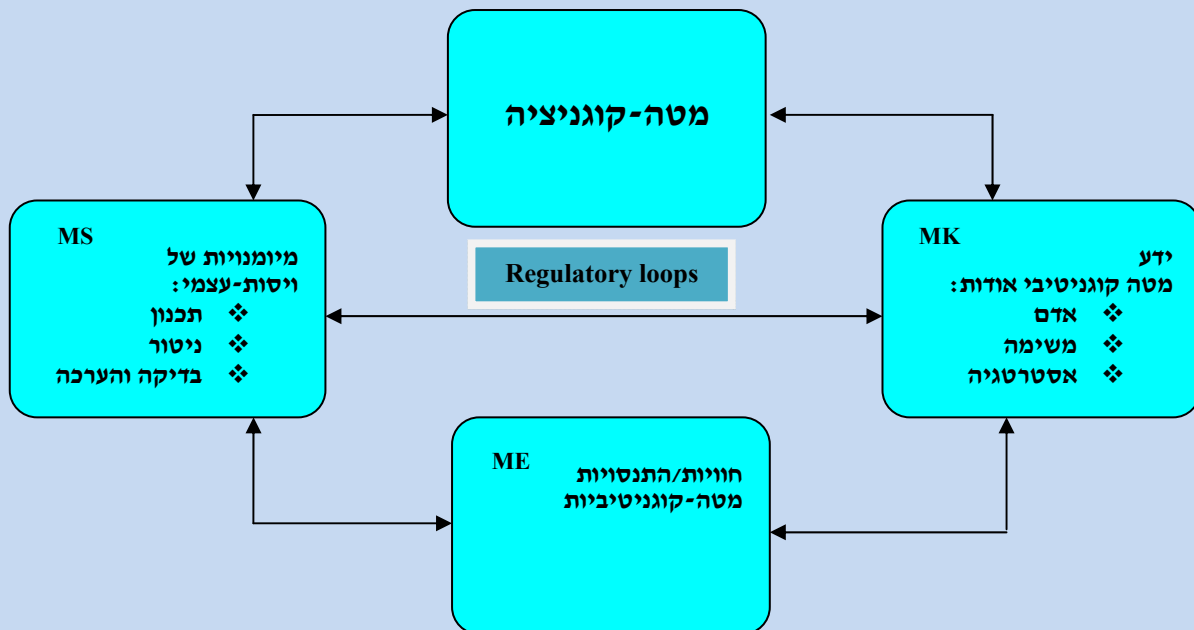 מטה-קוגניציה
MK
ידע
מטה קוגניטיבי אודות:
❖ אדם
❖ משימה
❖ אסטרטגיה
Regulatory loops
MS
מיומנויות של
ויסות-עצמי:
❖ תכנון
❖ ניטור
❖ בדיקה והערכה
ME
חוויות/התנסויות
מטה-קוגניטיביות